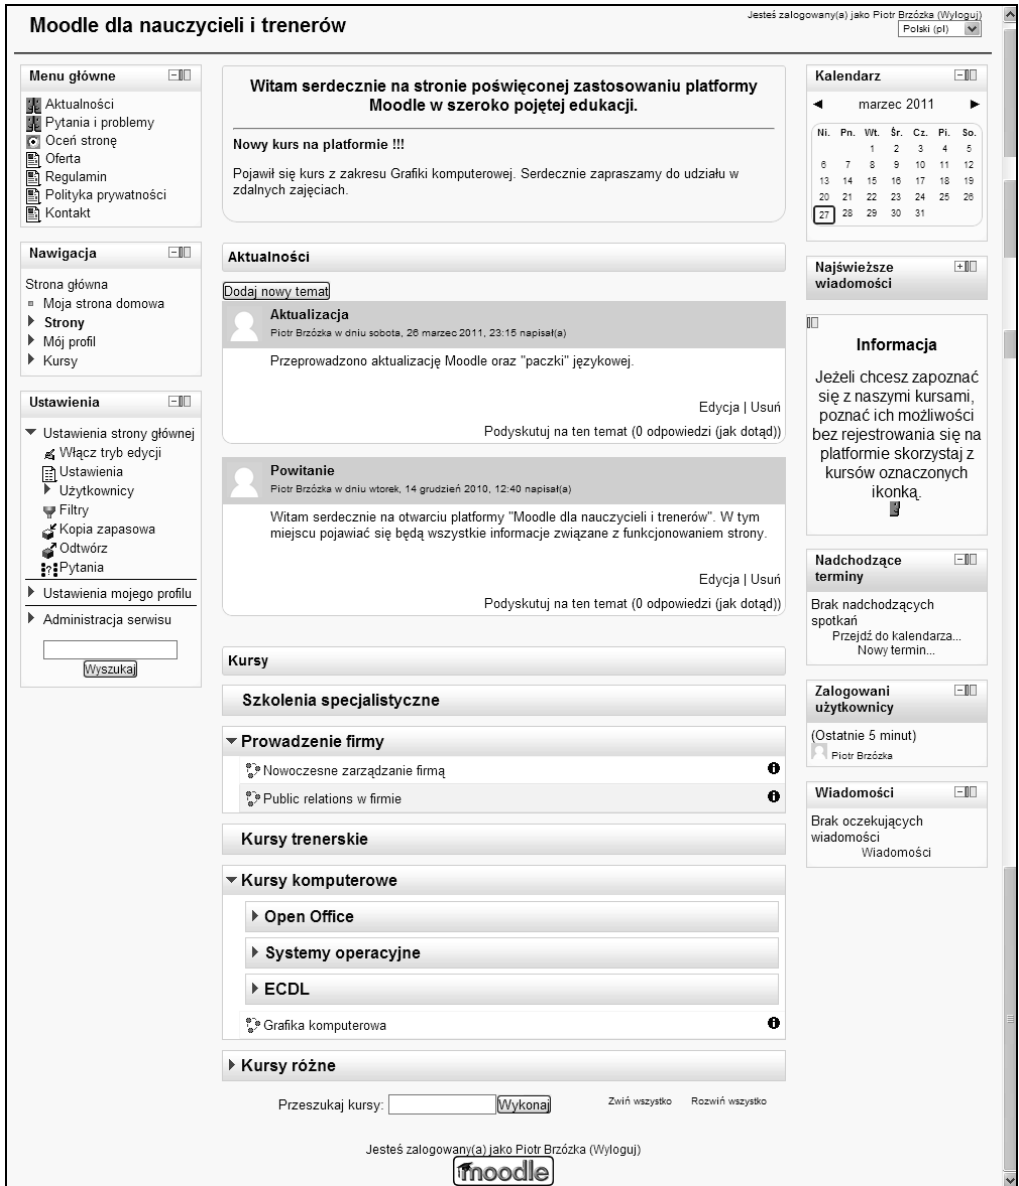 Moodle dla nauczycieli i trenerów
Jesteś zalogowany(a) jako Piotr Brzózka (Wyloguj)
Polski (pl)
Menu główne
Aktualności
Pytania i problemy
Oceń stronę
Oferta
Regulamin
Polityka prywatności
Kontakt
Nawigacja
Strona główna
Moja strona domowa
Strony
Mój profil
Kursy
Ustawienia
Ustawienia strony głównej
Włącz tryb edycji
Ustawienia
Użytkownicy
Filtry
Kopia zapasowa
Odtwórz
Pytania
Ustawienia mojego profilu
Administracja serwisu
Wyszukaj
Witam serdecznie na stronie poświęconej zastosowaniu platformy
Moodle w szeroko pojętej edukacji.
Nowy kurs na platformie !!!
Pojawił się kurs z zakresu Grafiki komputerowej. Serdecznie zapraszamy do udziału w
zdalnych zajęciach.
Aktualności
Dodaj nowy temat
Aktualizacja
Piotr Brzózka w dniu sobota, 26 marzec 2011, 23:15 napisał(a)
Przeprowadzono aktualizację Moodle oraz "paczki" językowej.
Edycja | Usuń
Podyskutuj na ten temat (0 odpowiedzi (jak dotąd))
Powitanie
Piotr Brzózka w dniu wtorek, 14 grudzień 2010, 12:40 napisał(a)
Witam serdecznie na otwarciu platformy "Moodle dla nauczycieli i trenerów". W tym
miejscu pojawiać się będą wszystkie informacje związane z funkcjonowaniem strony.
Edycja | Usuń
Podyskutuj na ten temat (0 odpowiedzi (jak dotąd))
Kursy
Szkolenia specjalistyczne
Prowadzenie firmy
Nowoczesne zarządzanie firmą
Public relations w firmie
Kursy trenerskie
Kursy komputerowe
Open Office
Systemy operacyjne
ECDL
Grafika komputerowa
Kursy różne
Przeszukaj kursy: Wykonaj Zwiń wszystko Rozwiń wszystko
Jesteś zalogowany(a) jako Piotr Brzózka (Wyloguj)
moodle
Kalendarz
◄ marzec 2011 ►
Ni. Pn. Wt. Śr. Cz. Pi. So.
1 2 3 4 5
6 7 8 9 10 11 12
13 14 15 16 17 18 19
20 21 22 23 24 25 26
27 28 29 30 31
Najświeższe
wiadomości
Informacja
Jeżeli chcesz zapoznać
się z naszymi kursami,
poznać ich możliwości
bez rejestrowania się na
platformie skorzystaj z
kursów oznaczonych
ikonką.
Nadchodzące
terminy
Brak nadchodzących
spotkań
Przejdź do kalendarza...
Nowy termin...
Zalogowani
użytkownicy
(Ostatnie 5 minut)
Piotr Brzózka
Wiadomości
Brak oczekujących
wiadomości
Wiadomości